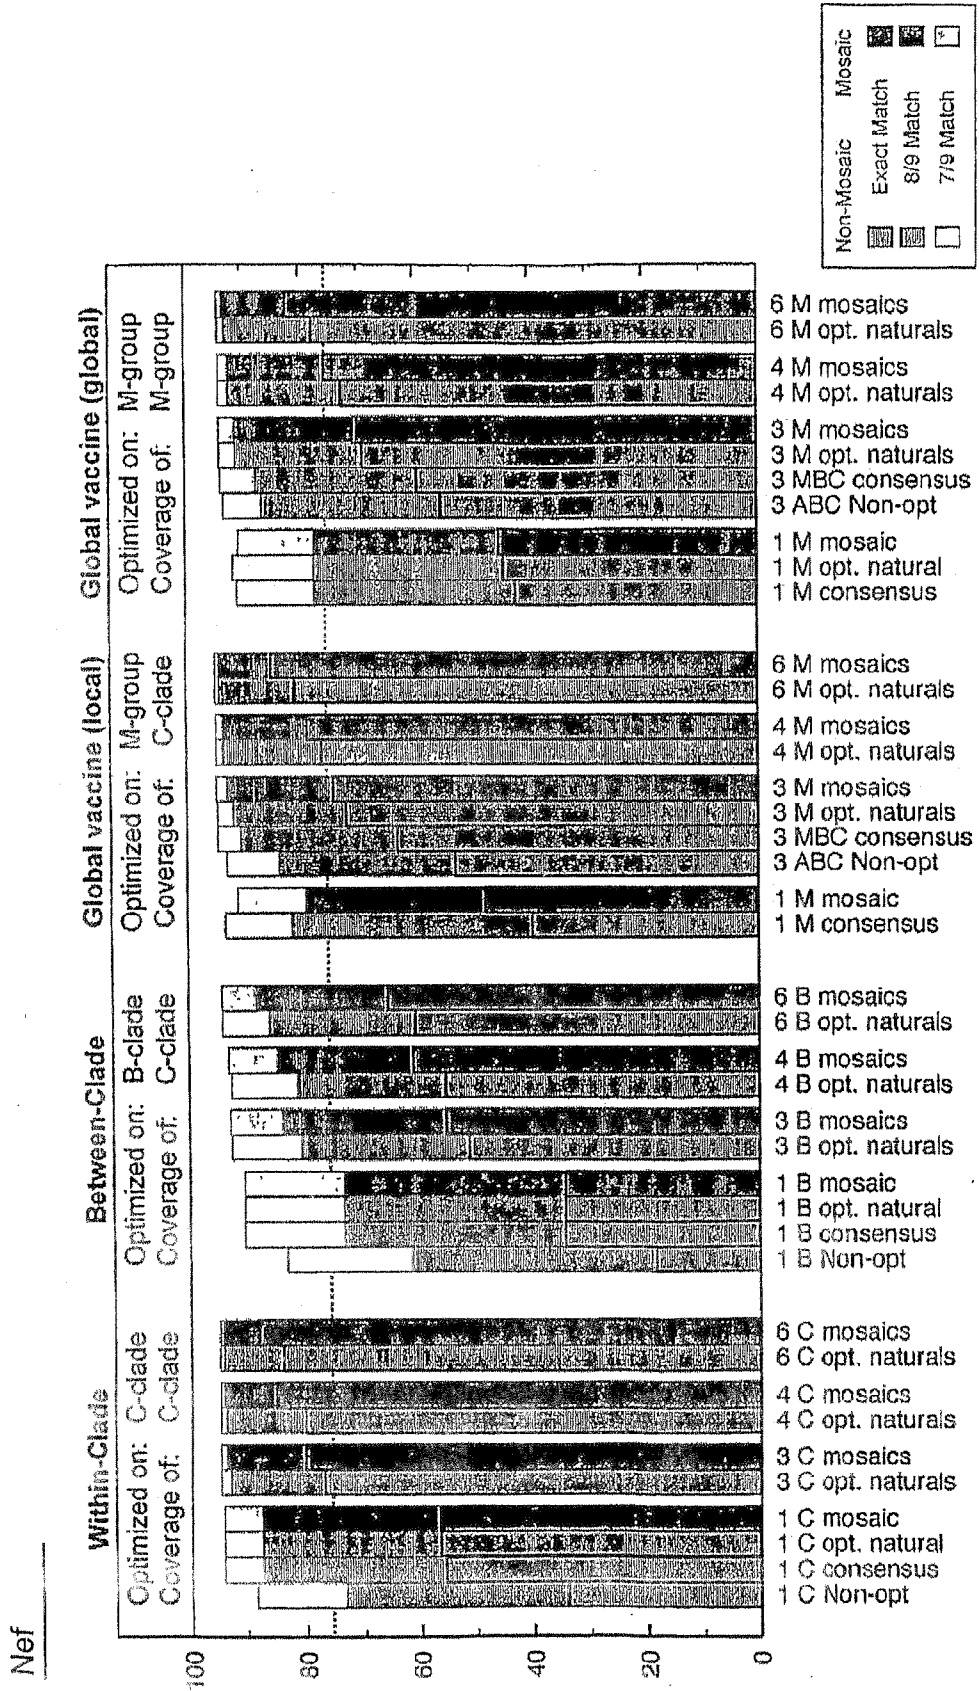 Nef
Within-Clade
Between-Clade
Global vaccine (local)
Global vaccine (global)
Optimized on: C-clade
Coverage of: C-clade
Optimized on: B-clade
Coverage of: C-clade
Optimized on: M-group
Coverage of: C-clade
Optimized on: M-group
Coverage of: M-group
100
80
60
40
20
0
1 C Non-opt
1 C consensus
1 C opt. natural
1 C mosaic
3 C opt. naturals
3 C mosaics
4 C opt. naturals
4 C mosaics
6 C opt. naturals
6 C mosaics
1 B Non-opt
1 B consensus
1 B opt. natural
1 B mosaic
3 B opt. naturals
3 B mosaics
4 B opt. naturals
4 B mosaics
6 B opt. naturals
6 B mosaics
1 M consensus
1 M mosaic
3 ABC Non-opt
3 MBC consensus
3 M opt. naturals
3 M mosaics
4 M opt. naturals
4 M mosaics
6 M opt. naturals
6 M mosaics
1 M consensus
1 M opt. natural
1 M mosaic
3 ABC Non-opt
3 MBC consensus
3 M opt. naturals
3 M mosaics
4 M opt. naturals
4 M mosaics
6 M opt. naturals
6 M mosaics
Non-Mosaic Mosaic
Exact Match
8/9 Match
7/9 Match